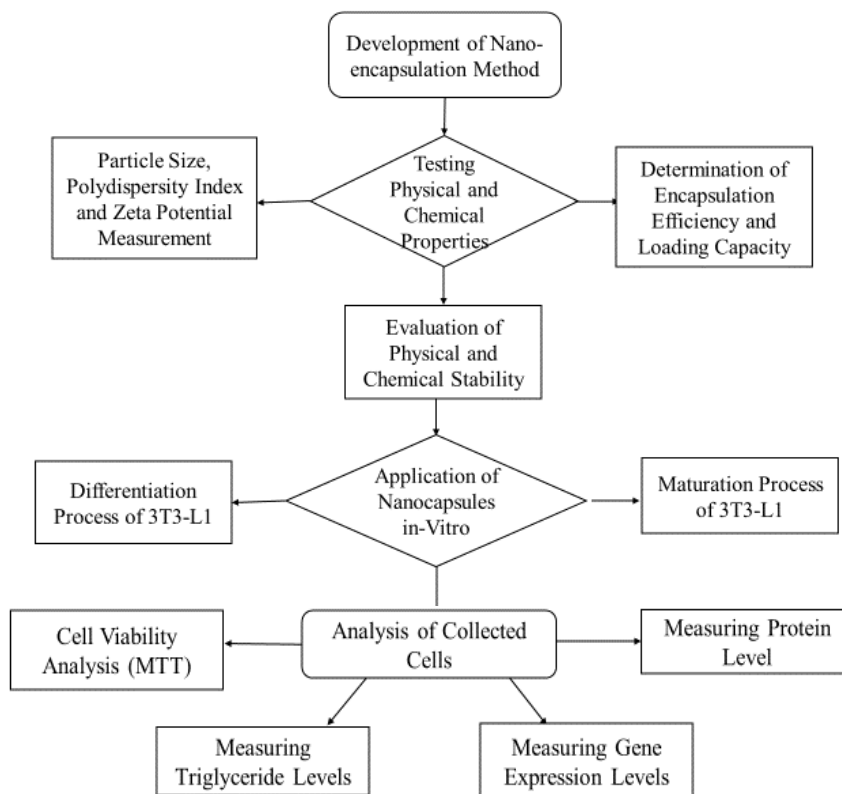 Development of Nano-
encapsulation Method
Particle Size,
Polydispersity Index
and Zeta Potential
Measurement
Testing
Physical and
Chemical
Properties
Determination of
Encapsulation
Efficiency and
Loading Capacity
Evaluation of
Physical and
Chemical Stability
Differentiation
Process of 3T3-L1
Application of
Nanocapsules
in-Vitro
Maturation Process
of 3T3-L1
Cell Viability
Analysis (MTT)
Analysis of Collected
Cells
Measuring Protein
Level
Measuring
Triglyceride Levels
Measuring Gene
Expression Levels